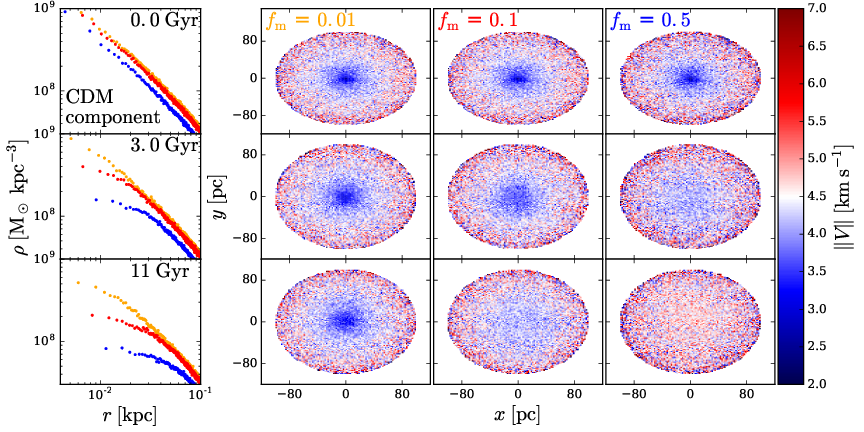 10⁹
0.0 Gyr
10⁸
CDM
component
10⁹
3.0 Gyr
10⁸
10⁹
11 Gyr
10⁸
10⁻² 10⁻¹
r [kpc]
ρ [M⊙ kpc⁻³]
fₘ = 0.01 fₘ = 0.1 fₘ = 0.5
80
0
−80
80
0
−80
80
0
−80
y [pc]
−80 0 80 −80 0 80 −80 0 80
x [pc]
7.0
6.5
6.0
5.5
5.0
4.5
4.0
3.5
3.0
2.5
2.0
||V|| [km s⁻¹]